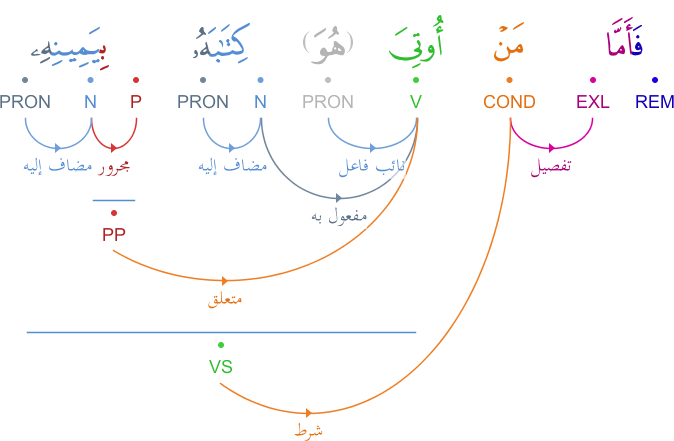 فَأَمَّا مَنۡ أُوتِيَ (هُوَ) كِتَٰبَهُۥ بِيَمِينِهِۦ
REM EXL COND V PRON N PRON P N PRON
تفصيل نائب فاعل مضاف إليه مجرور مضاف إليه
مفعول به
PP
متعلق
VS
شرط